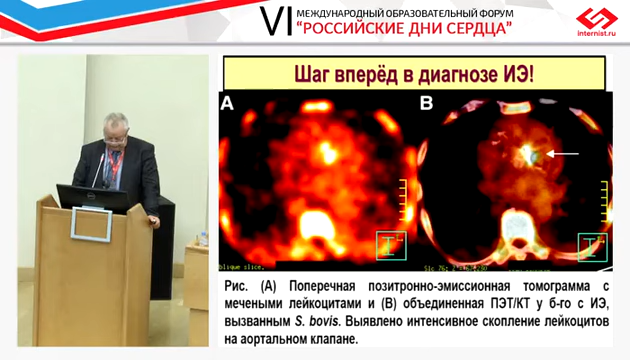 VI МЕЖДУНАРОДНЫЙ ОБРАЗОВАТЕЛЬНЫЙ ФОРУМ
"РОССИЙСКИЕ ДНИ СЕРДЦА"
internist.ru
Шаг вперёд в диагнозе ИЭ!
A
B
Рис. (А) Поперечная позитронно-эмиссионная томограмма с
мечеными лейкоцитами и (В) объединенная ПЭТ/КТ у б-го с ИЭ,
вызванным S. bovis. Выявлено интенсивное скопление лейкоцитов
на аортальном клапане.